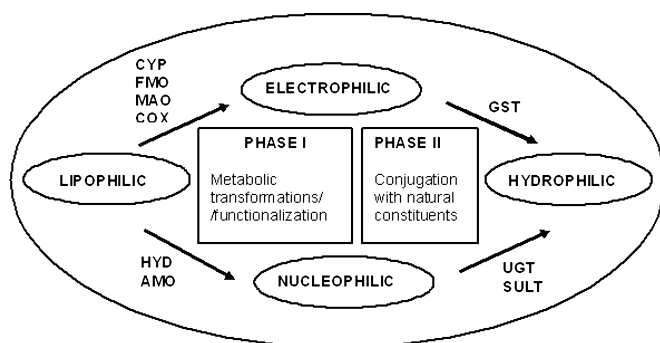 CYP
FMO
MAO
COX
ELECTROPHILIC
GST
PHASE I
Metabolic
transformations/
/functionalization
PHASE II
Conjugation
with natural
constituents
LIPOPHILIC
HYDROPHILIC
HYD
AMO
NUCLEOPHILIC
UGT
SULT